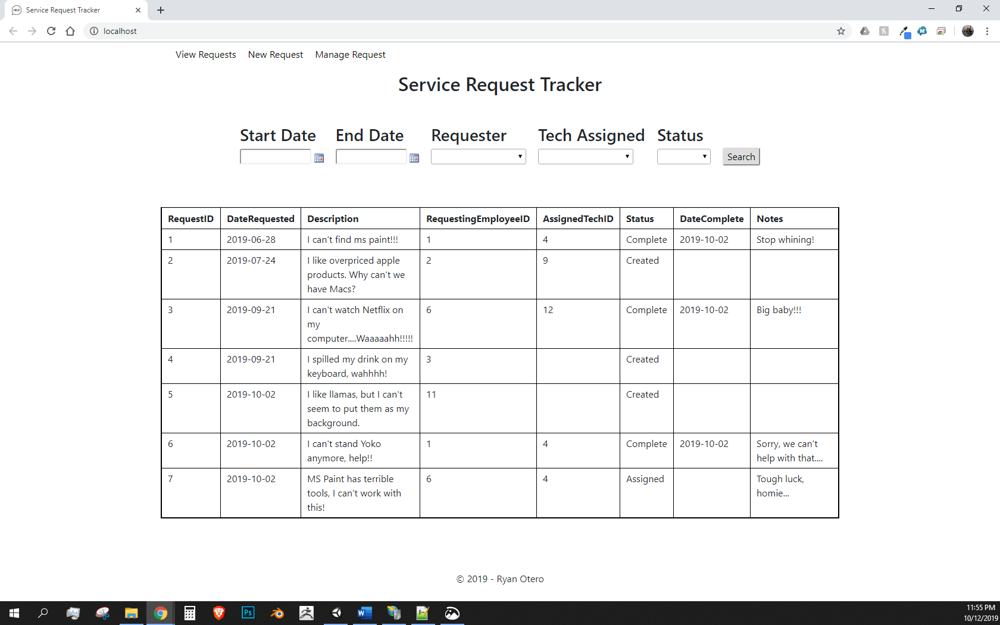 Service Request Tracker
localhost
View Requests New Request Manage Request
Service Request Tracker
Start Date End Date Requester Tech Assigned Status
Search
RequestID DateRequested Description RequestingEmployeeID AssignedTechID Status DateComplete Notes
1 2019-06-28 I can't find ms paint!!! 1 4 Complete 2019-10-02 Stop whining!
2 2019-07-24 I like overpriced apple 2 9 Created
products. Why can't we
have Macs?
3 2019-09-21 I can't watch Netflix on 6 12 Complete 2019-10-02 Big baby!!!
my
computer....Waaaaahh!!!!!
4 2019-09-21 I spilled my drink on my 3 Created
keyboard, wahhhh!
5 2019-10-02 I like llamas, but I can't 11 Created
seem to put them as my
background.
6 2019-10-02 I can't stand Yoko 1 4 Complete 2019-10-02 Sorry, we can't
anymore, help!! help with that....
7 2019-10-02 MS Paint has terrible 6 4 Assigned Tough luck,
tools, I can't work with homie...
this!
© 2019 - Ryan Otero
Ps
11:55 PM
10/12/2019